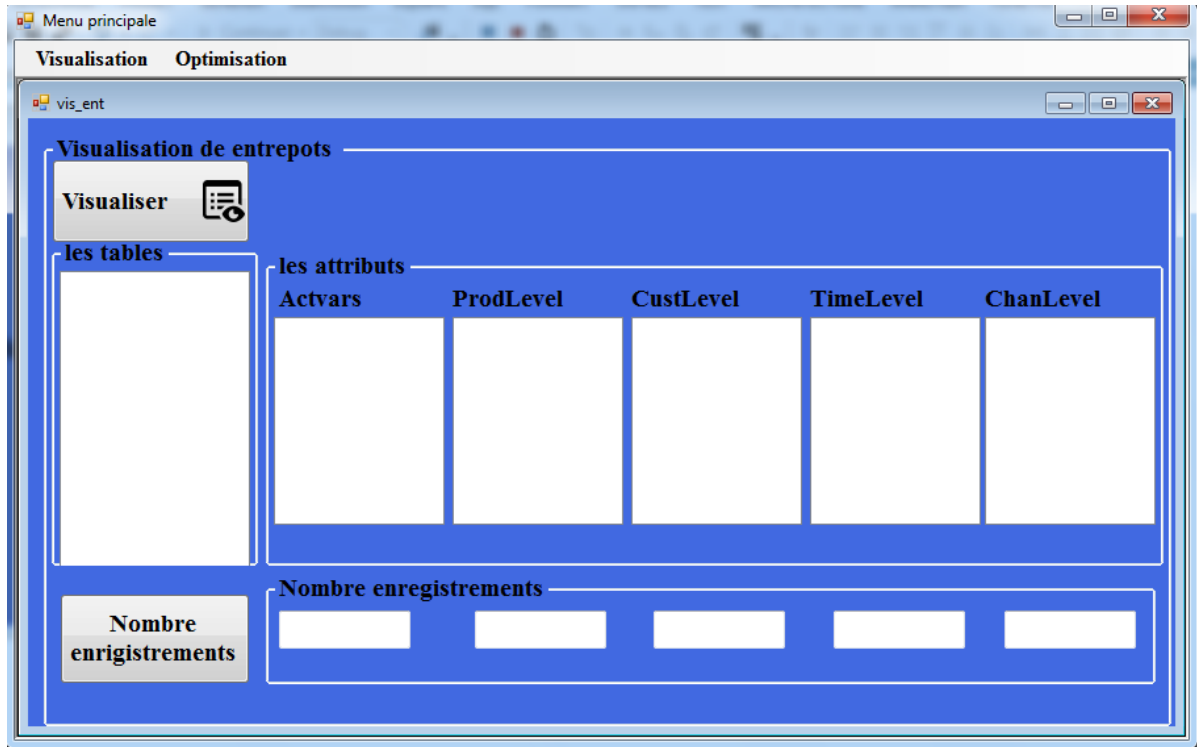 Menu principale
Visualisation Optimisation
vis_ent
Visualisation de entrepots
Visualiser
les tables
les attributs
Actvars ProdLevel CustLevel TimeLevel ChanLevel
Nombre enregistrements
Nombre
enrigistrements